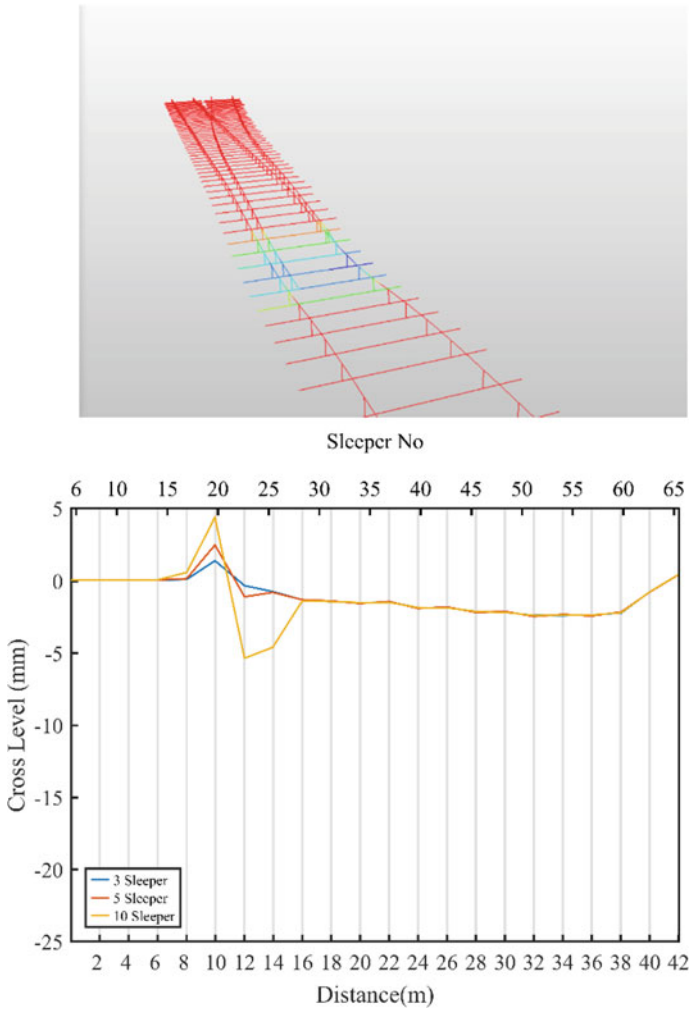 Sleeper No
6 10 15 20 25 30 35 40 45 50 55 60 65
5
0
-5
-10
-15
-20
-25
Cross Level (mm)
3 Sleeper
5 Sleeper
10 Sleeper
2 4 6 8 10 12 14 16 18 20 22 24 26 28 30 32 34 36 38 40 42
Distance(m)